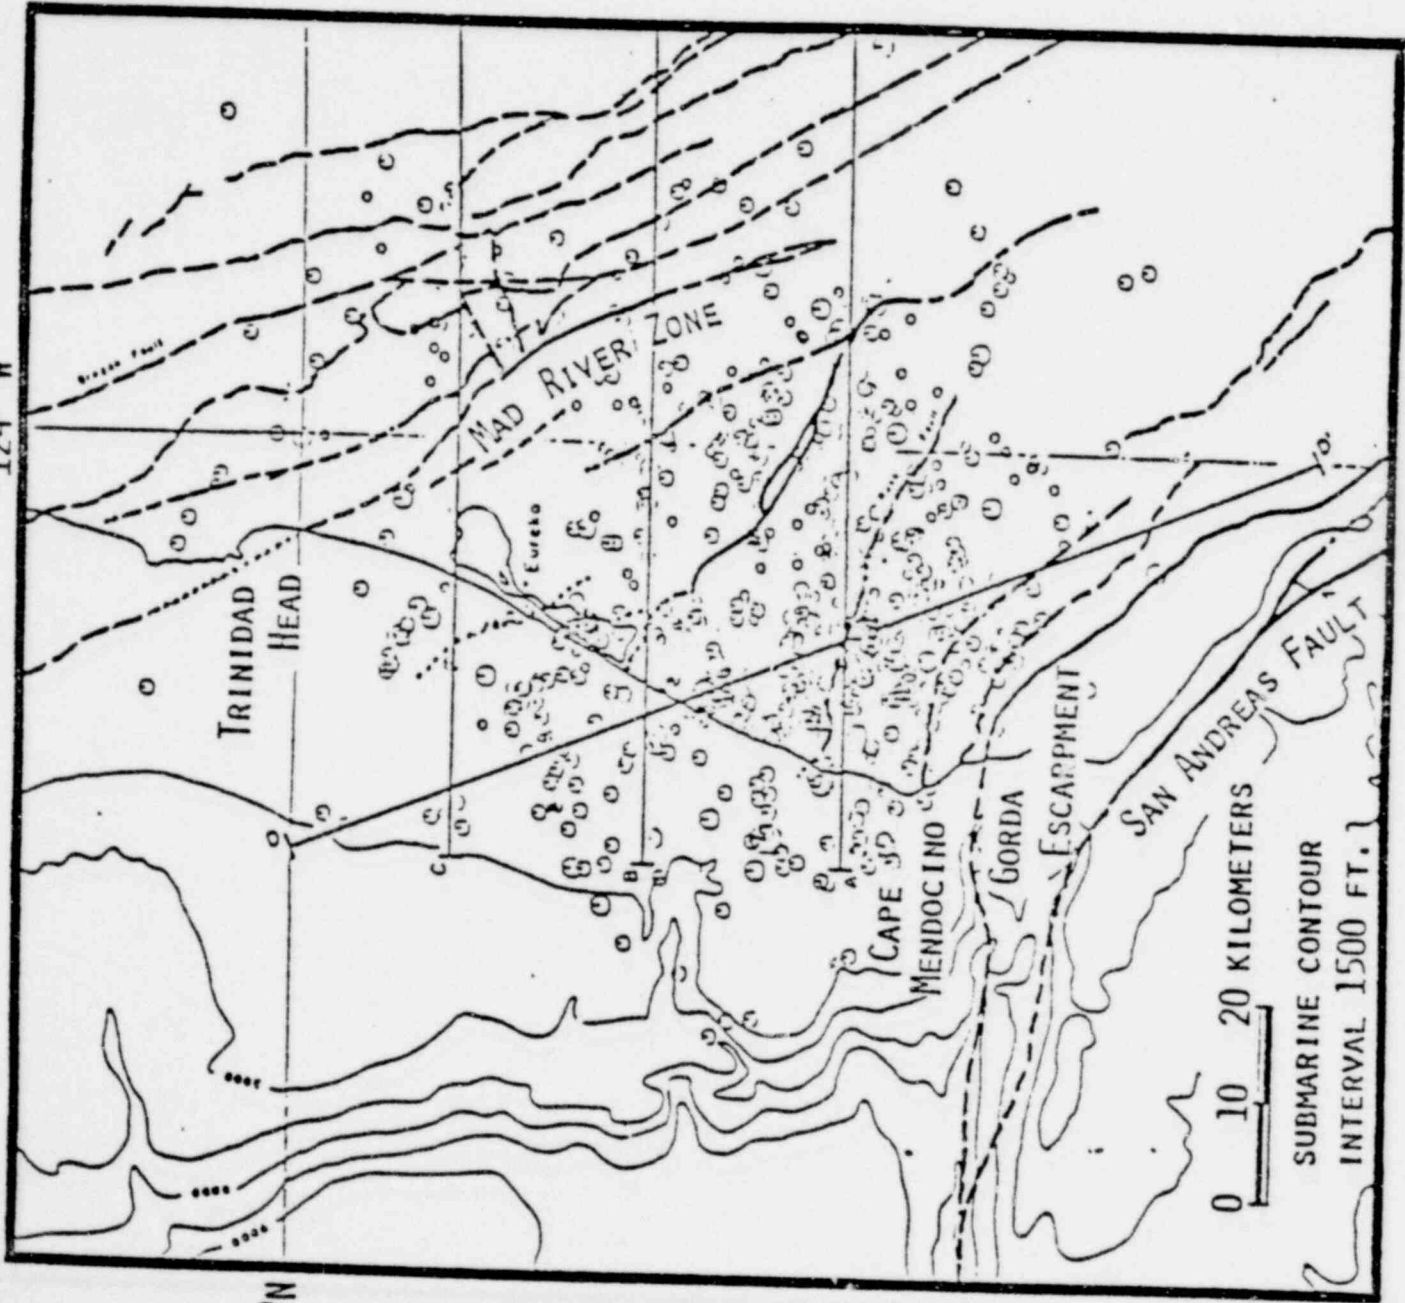 124° W
N
TRINIDAD
HEAD
MAD RIVER ZONE
Eureka
CAPE
MENDOCINO
GORDA
ESCARPMENT
SAN ANDREAS FAULT
D
C
B
B'
A
D'
0 10 20 KILOMETERS
SUBMARINE CONTOUR
INTERVAL 1500 FT.